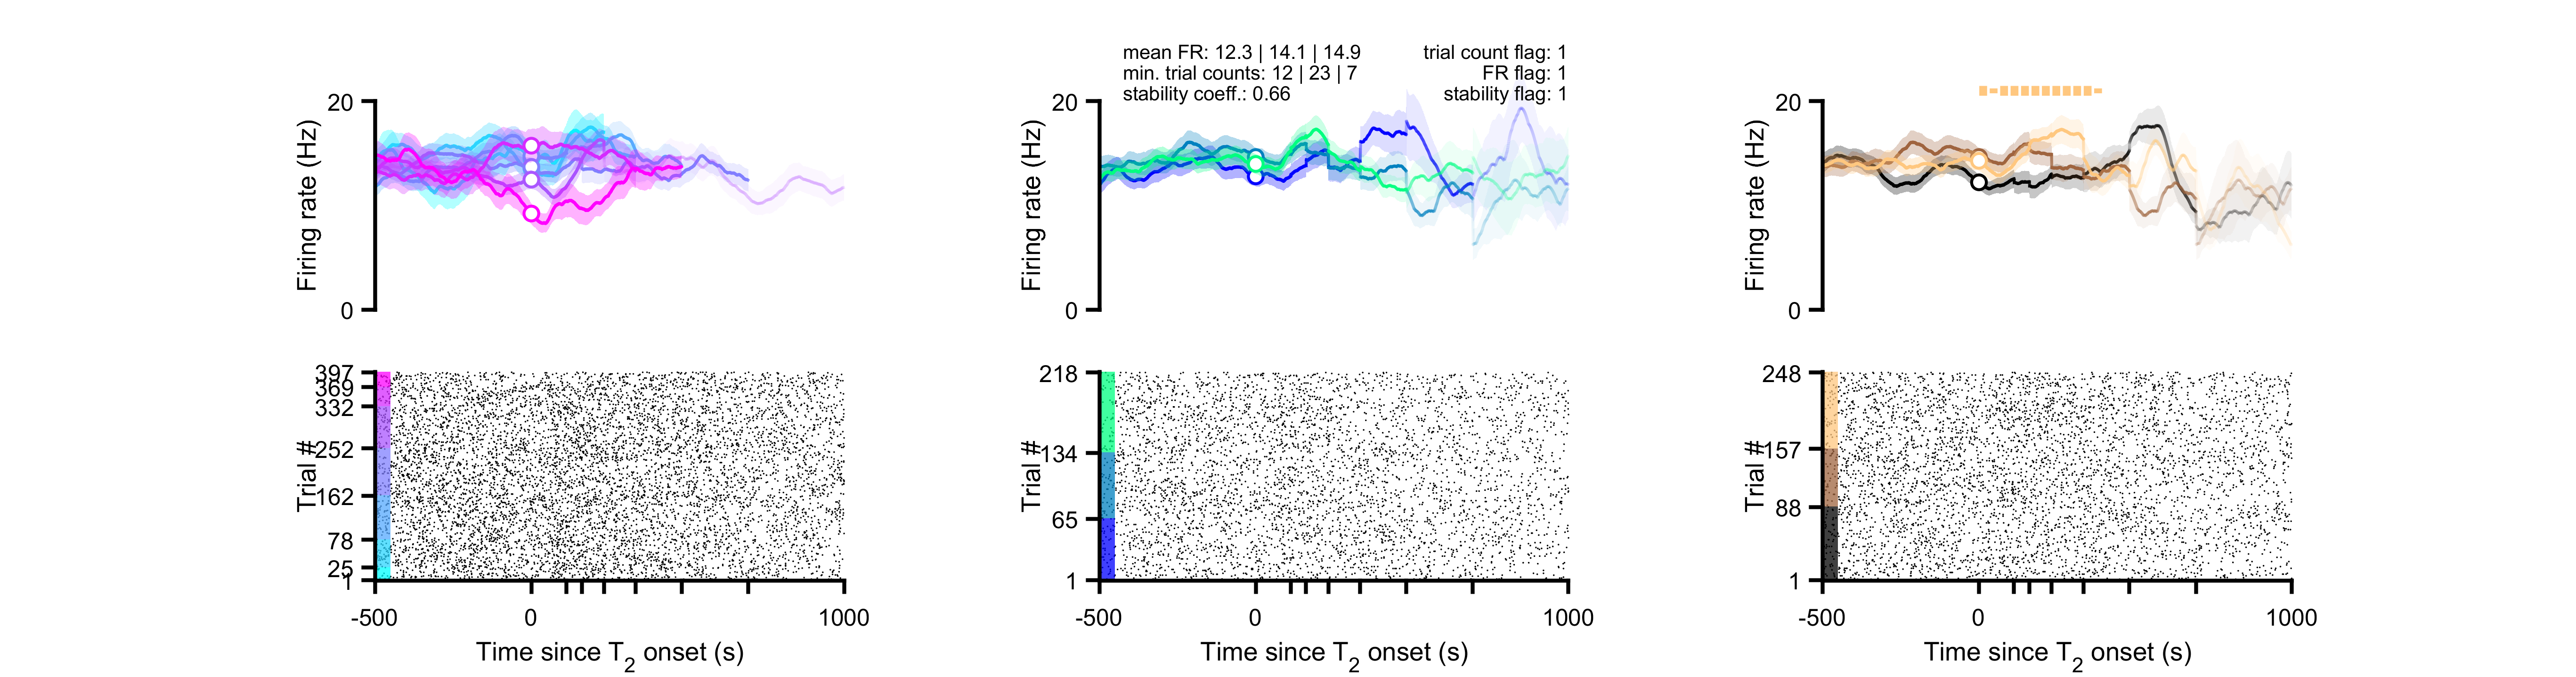 mean FR: 12.3 | 14.1 | 14.9
min. trial counts: 12 | 23 | 7
stability coeff.: 0.66
trial count flag: 1
FR flag: 1
stability flag: 1
20
Firing rate (Hz)
0
20
Firing rate (Hz)
0
20
Firing rate (Hz)
0
397
369
332
252
162
78
25
1
Trial #
-500
0
1000
Time since T2 onset (s)
218
134
65
1
Trial #
-500
0
1000
Time since T2 onset (s)
248
157
88
1
Trial #
-500
0
1000
Time since T2 onset (s)